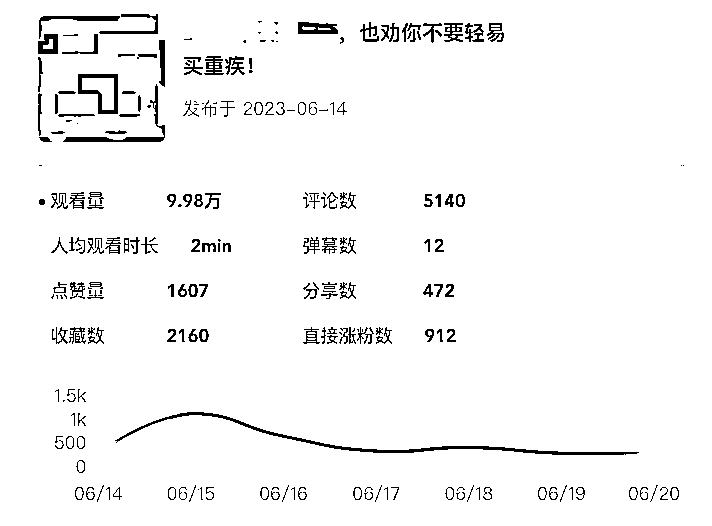 ，也劝你不要轻易
买重疾！
发布于 2023-06-14
观看量 9.98万 评论数 5140
人均观看时长 2min 弹幕数 12
点赞量 1607 分享数 472
收藏数 2160 直接涨粉数 912
1.5k
1k
500
0
06/14 06/15 06/16 06/17 06/18 06/19 06/20